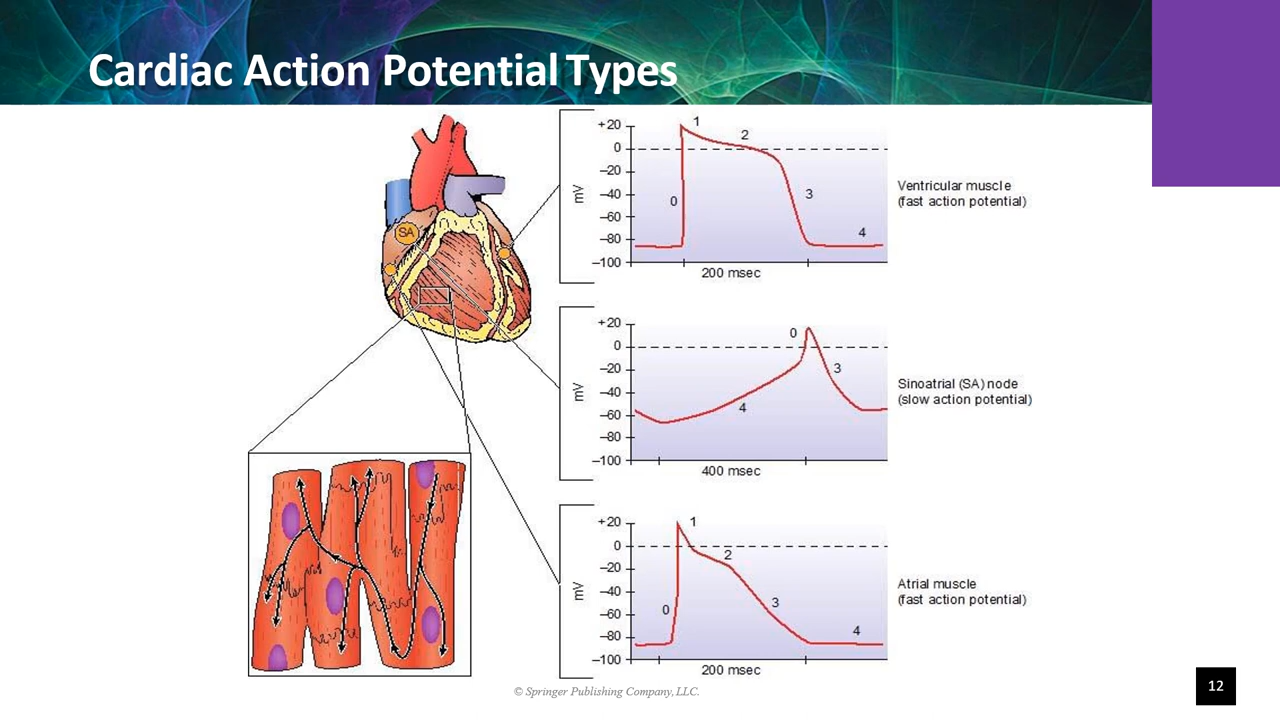 Cardiac Action Potential Types
SA
+20
0
–20
–40
–60
–80
–100
mV
0
1
2
3
4
200 msec
Ventricular muscle
(fast action potential)
+20
0
–20
–40
–60
–80
–100
mV
4
0
3
400 msec
Sinoatrial (SA) node
(slow action potential)
+20
0
–20
–40
–60
–80
–100
mV
0
1
2
3
4
200 msec
Atrial muscle
(fast action potential)
© Springer Publishing Company, LLC.
12